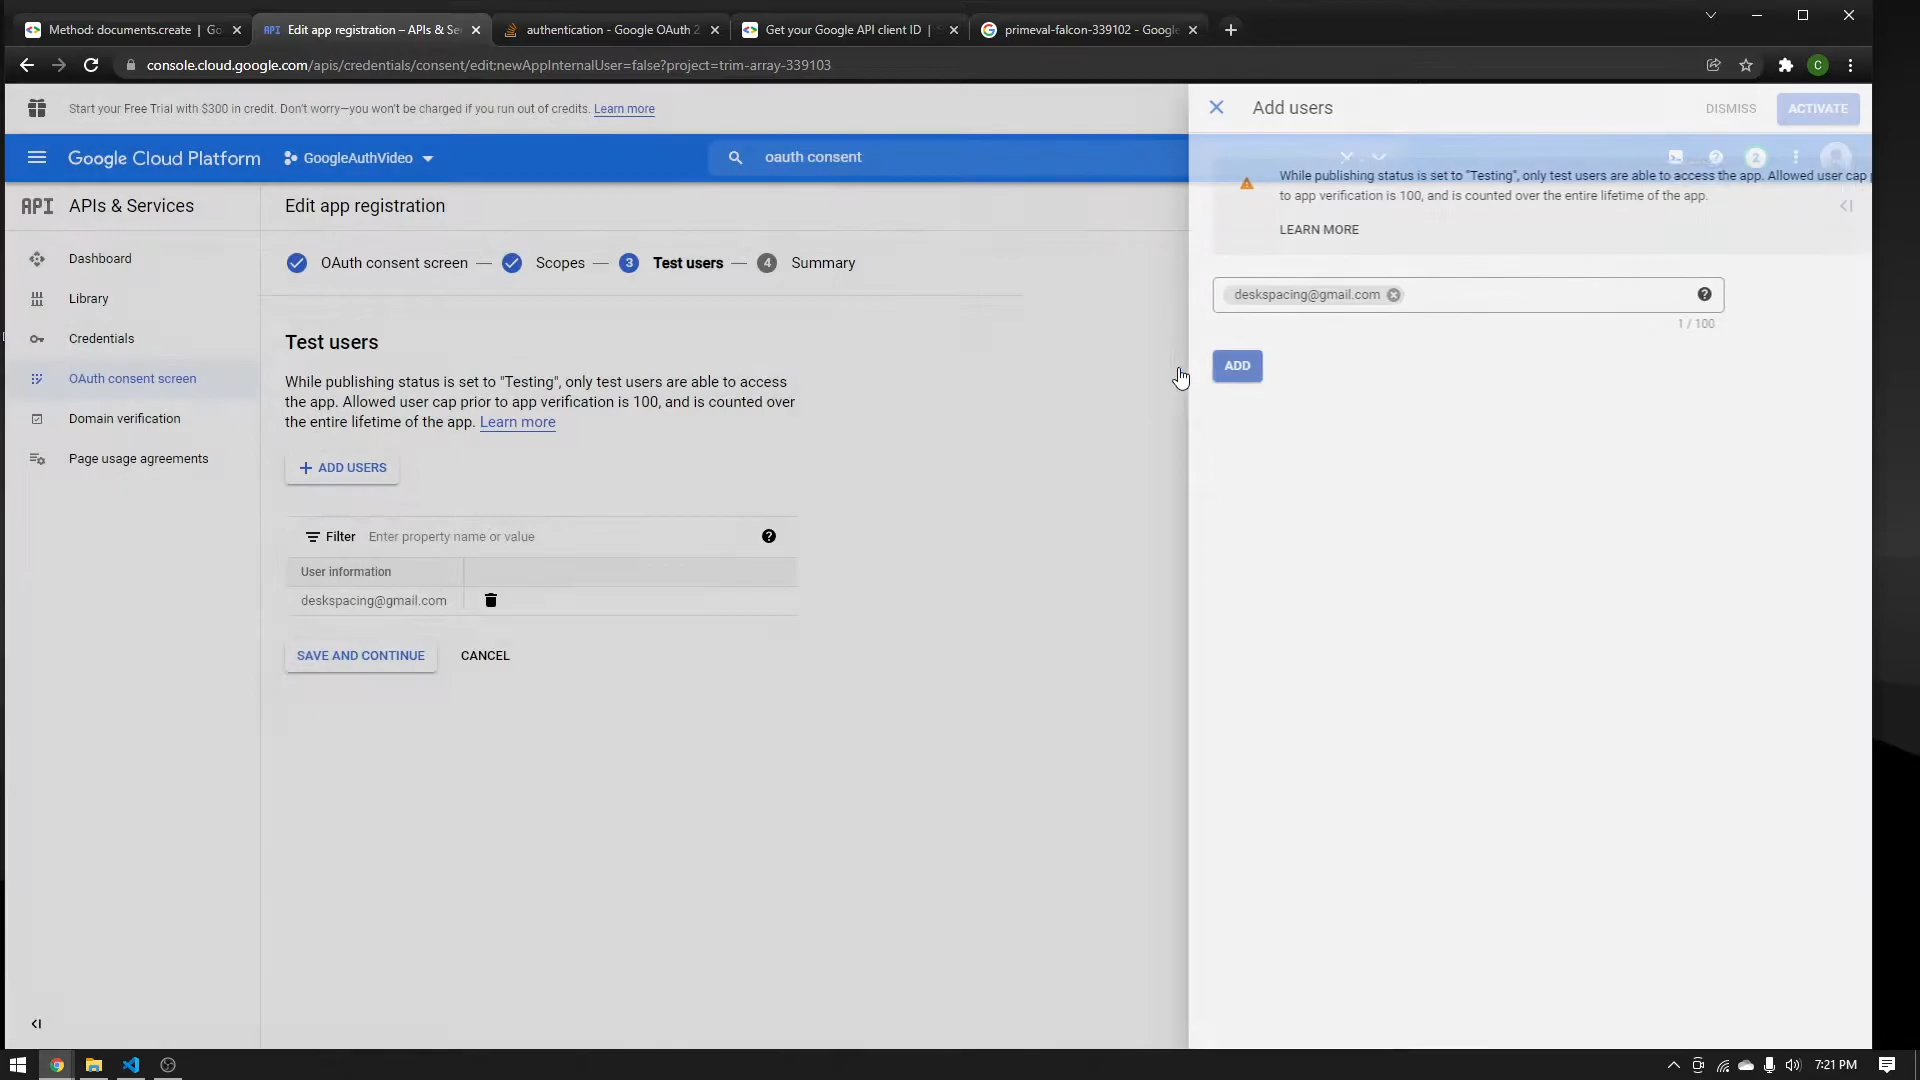 Method: documents.create | Go
Edit app registration – APIs & Se
authentication - Google OAuth 2
Get your Google API client ID |
primeval-falcon-339102 - Google
console.cloud.google.com/apis/credentials/consent/edit;newAppInternalUser=false?project=trim-array-339103
C
Start your Free Trial with $300 in credit. Don't worry—you won't be charged if you run out of credits. Learn more
Add users
DISMISS
ACTIVATE
Google Cloud Platform
GoogleAuthVideo
oauth consent
2
While publishing status is set to "Testing", only test users are able to access the app. Allowed user cap
to app verification is 100, and is counted over the entire lifetime of the app.
LEARN MORE
API APIs & Services
Edit app registration
Dashboard
Library
Credentials
OAuth consent screen
Domain verification
Page usage agreements
OAuth consent screen — Scopes — 3 Test users — 4 Summary
Test users
While publishing status is set to "Testing", only test users are able to access
the app. Allowed user cap prior to app verification is 100, and is counted over
the entire lifetime of the app. Learn more
+ ADD USERS
Filter Enter property name or value
User information
deskspacing@gmail.com
SAVE AND CONTINUE
CANCEL
deskspacing@gmail.com
1 / 100
ADD
7:21 PM